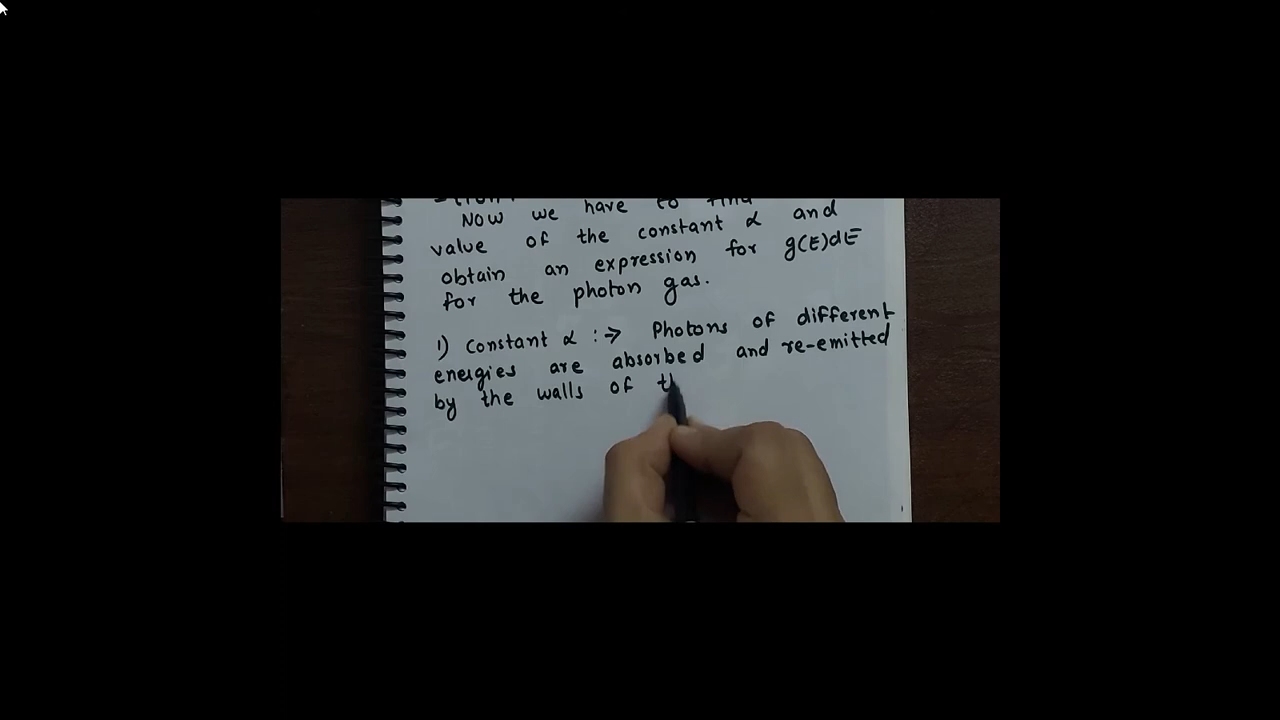 Now we have to find
value of the constant α and
obtain an expression for g(E)dE
for the photon gas.
1) Constant α :→ Photons of different
energies are absorbed and re-emitted
by the walls of t